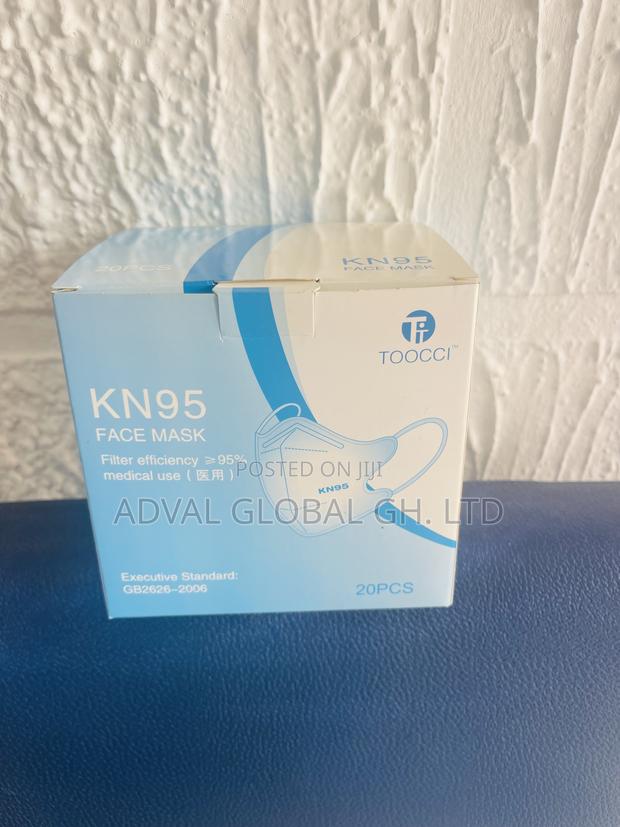 20PCS
KN95
FACE MASK
TOOCCI™
KN95
FACE MASK
Filter efficiency ≥95%
medical use ( 医用 )
KN95
POSTED ON JIJI
ADVAL GLOBAL GH. LTD
Executive Standard:
GB2626-2006
20PCS